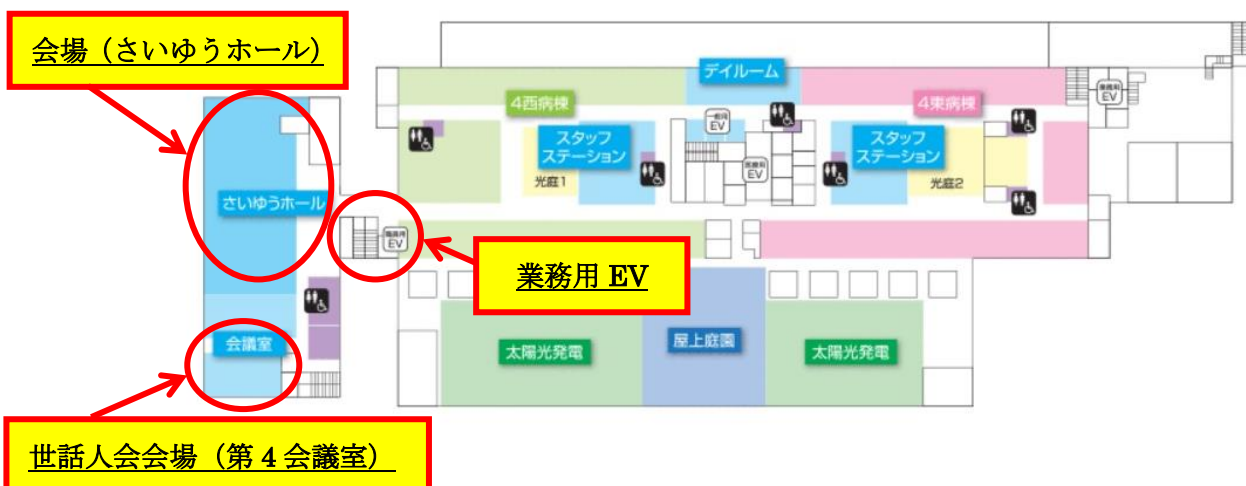 会場（さいゆうホール）
デイルーム
4西病棟
4東病棟
業務用
EV
一般用
EV
スタッフ
ステーション
スタッフ
ステーション
医療用
EV
光庭1
光庭2
さいゆうホール
職員用
EV
業務用 EV
会議室
太陽光発電
屋上庭園
太陽光発電
世話人会会場（第 4 会議室）